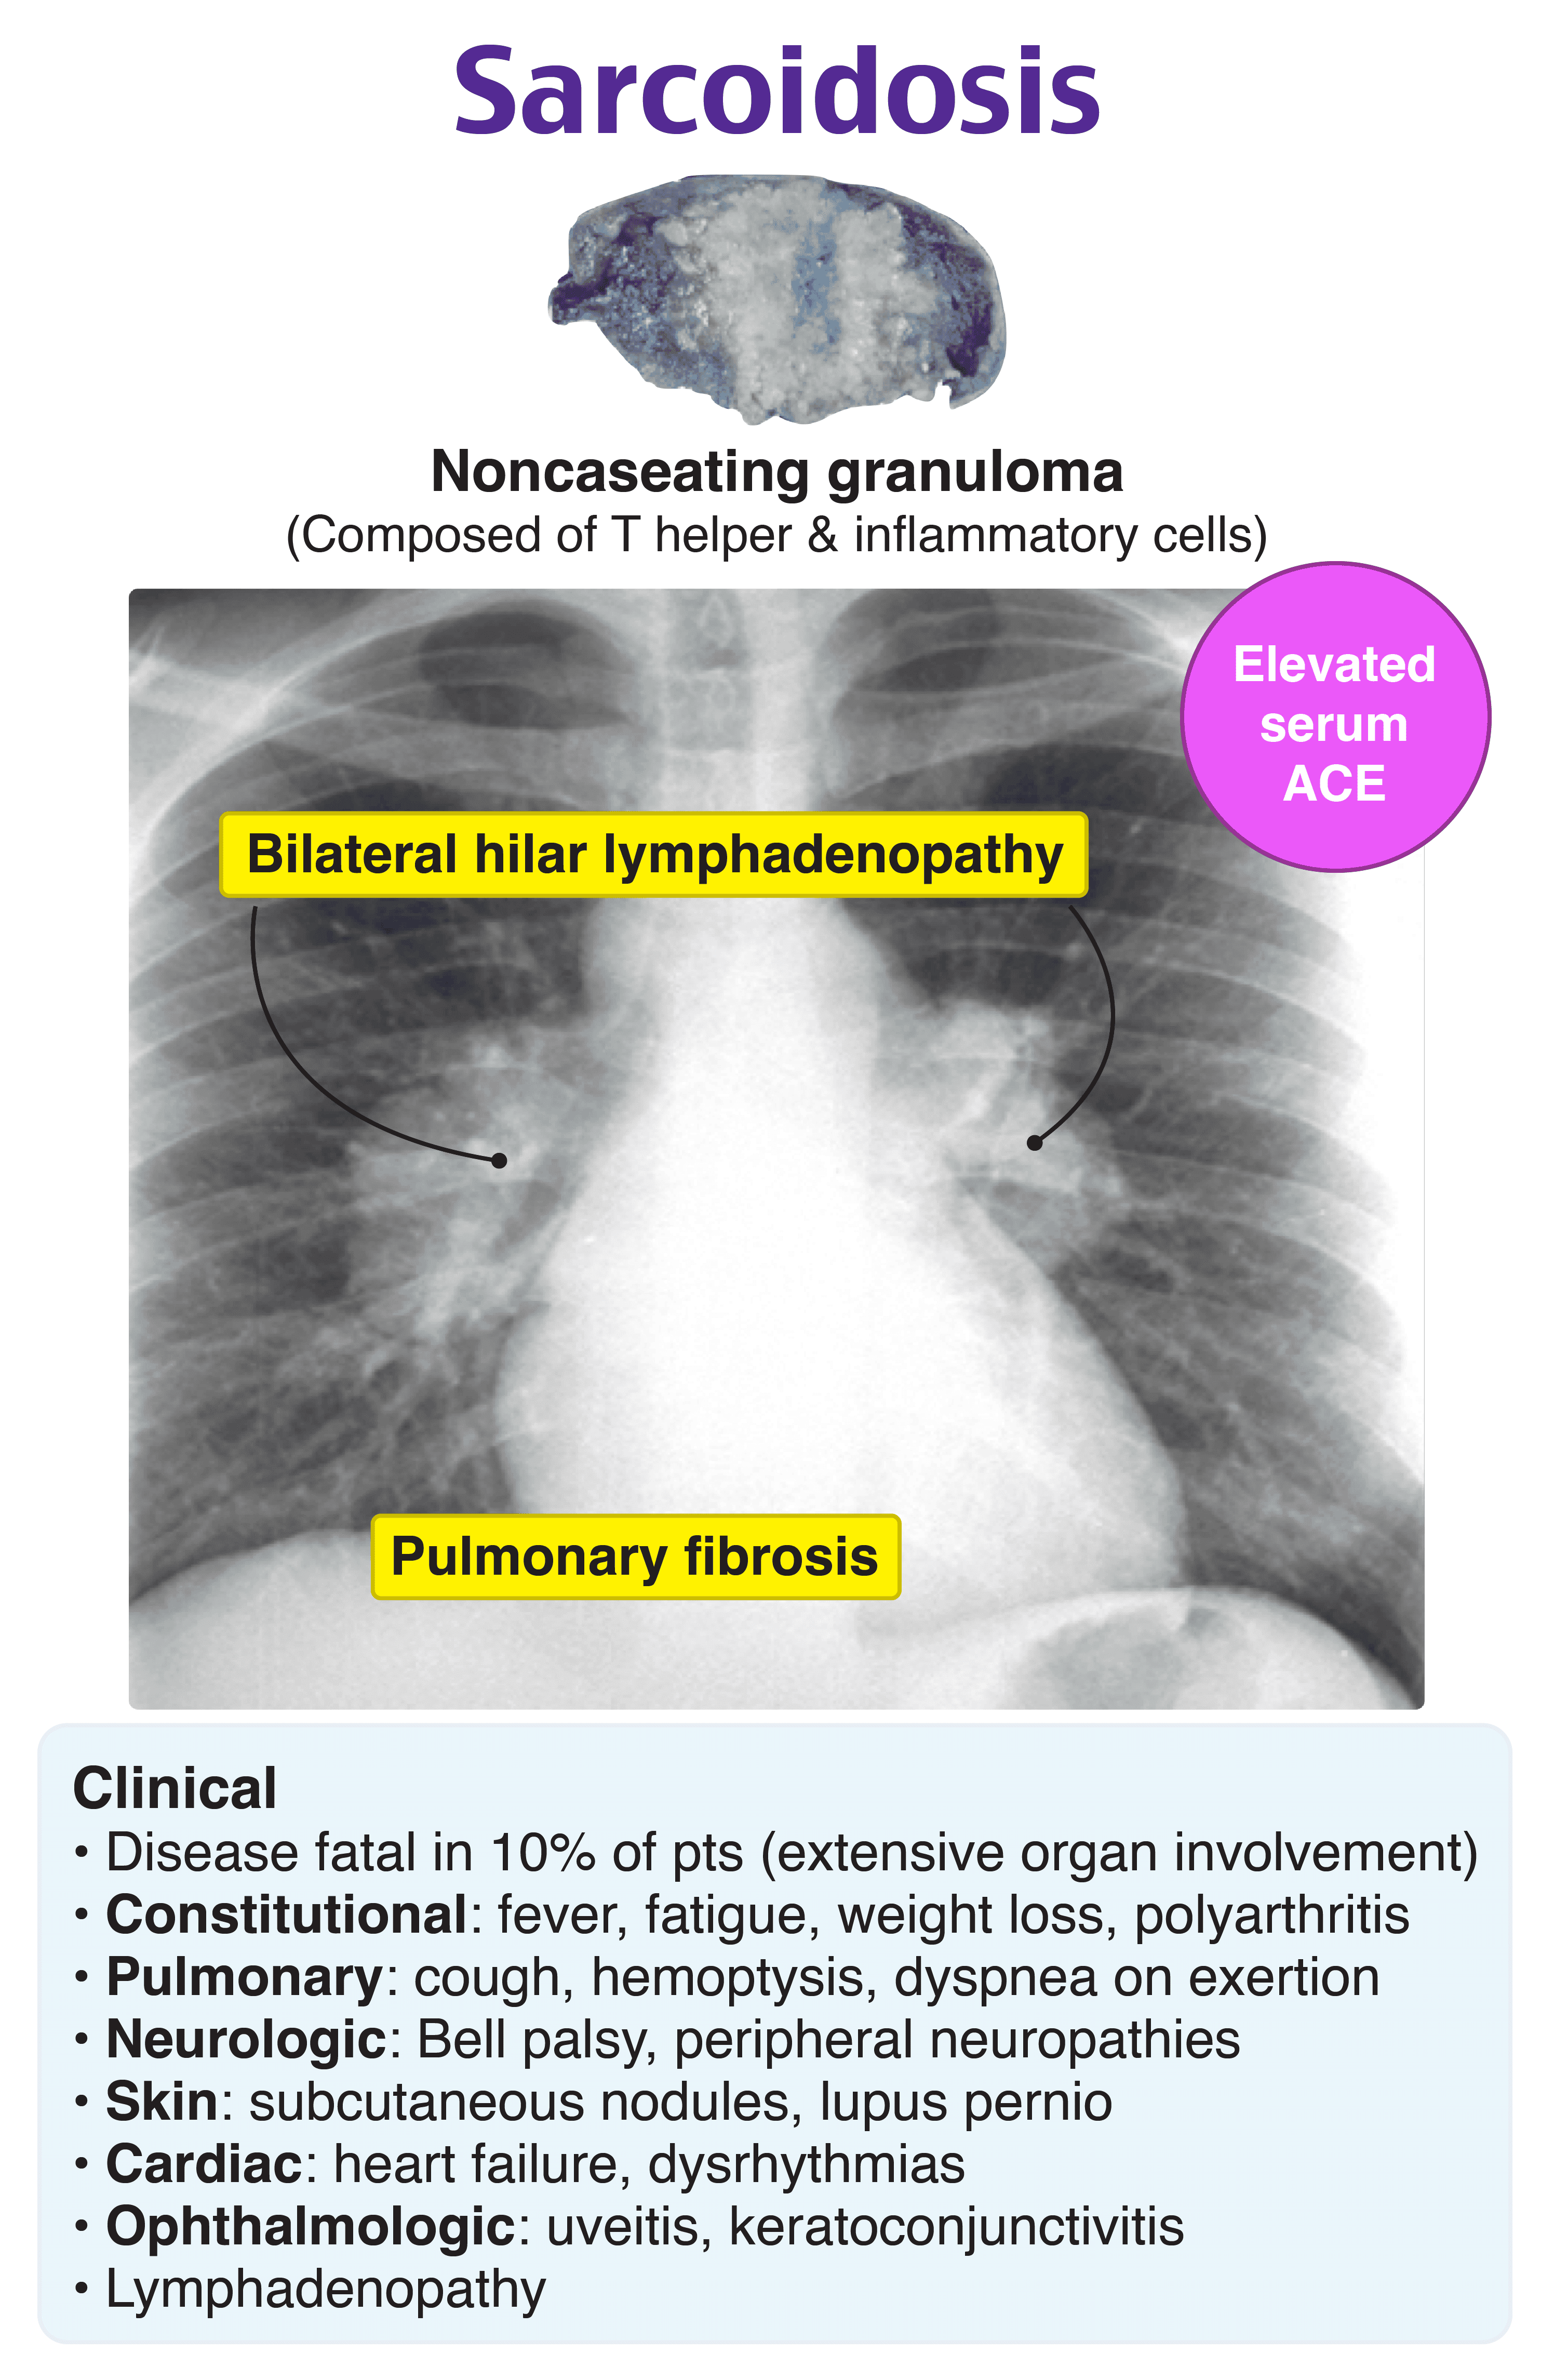 Sarcoidosis
Noncaseating granuloma
(Composed of T helper & inflammatory cells)
Elevated
serum
ACE
Bilateral hilar lymphadenopathy
Pulmonary fibrosis
Clinical
• Disease fatal in 10% of pts (extensive organ involvement)
• Constitutional: fever, fatigue, weight loss, polyarthritis
• Pulmonary: cough, hemoptysis, dyspnea on exertion
• Neurologic: Bell palsy, peripheral neuropathies
• Skin: subcutaneous nodules, lupus pernio
• Cardiac: heart failure, dysrhythmias
• Ophthalmologic: uveitis, keratoconjunctivitis
• Lymphadenopathy